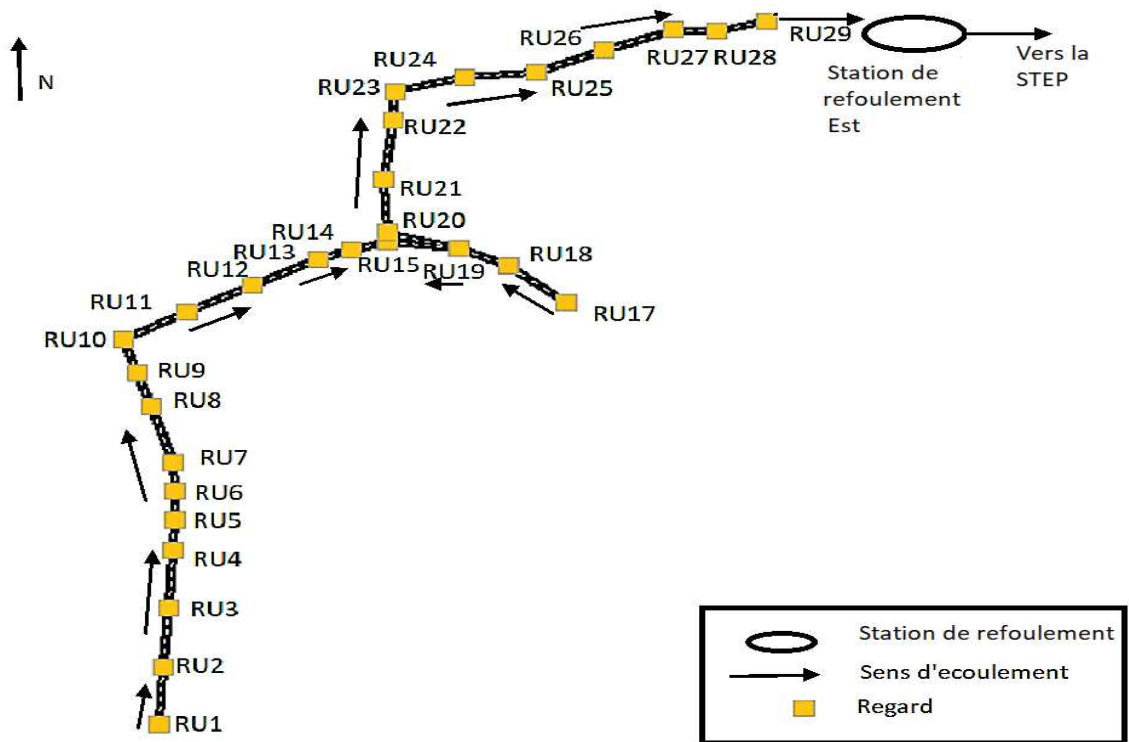 N
RU26
RU29
RU24
RU27
RU28
Vers la
STEP
Station de
refoulement
Est
RU23
RU25
RU22
RU21
RU20
RU14
RU13
RU12
RU15
RU19
RU18
RU11
RU17
RU10
RU9
RU8
RU7
RU6
RU5
RU4
RU3
RU2
RU1
Station de refoulement
Sens d'ecoulement
Regard